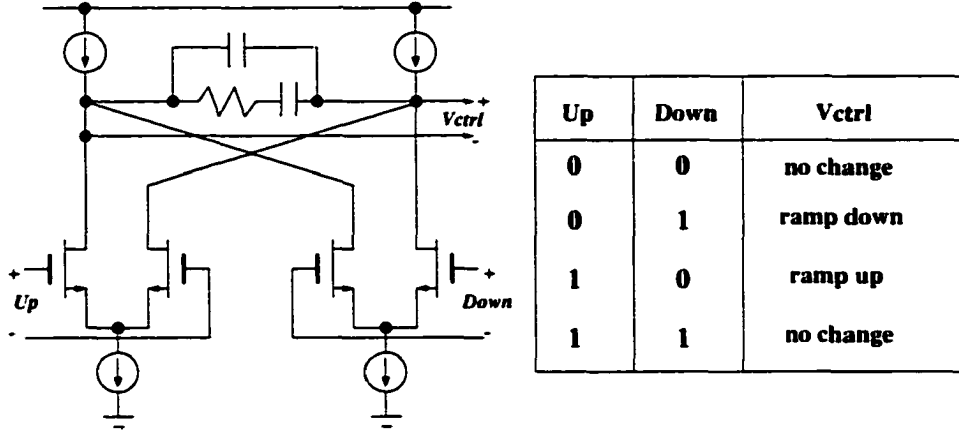 +
Vctrl
-
+
Up
-
+
Down
-
Up Down Vctrl
0 0 no change
0 1 ramp down
1 0 ramp up
1 1 no change